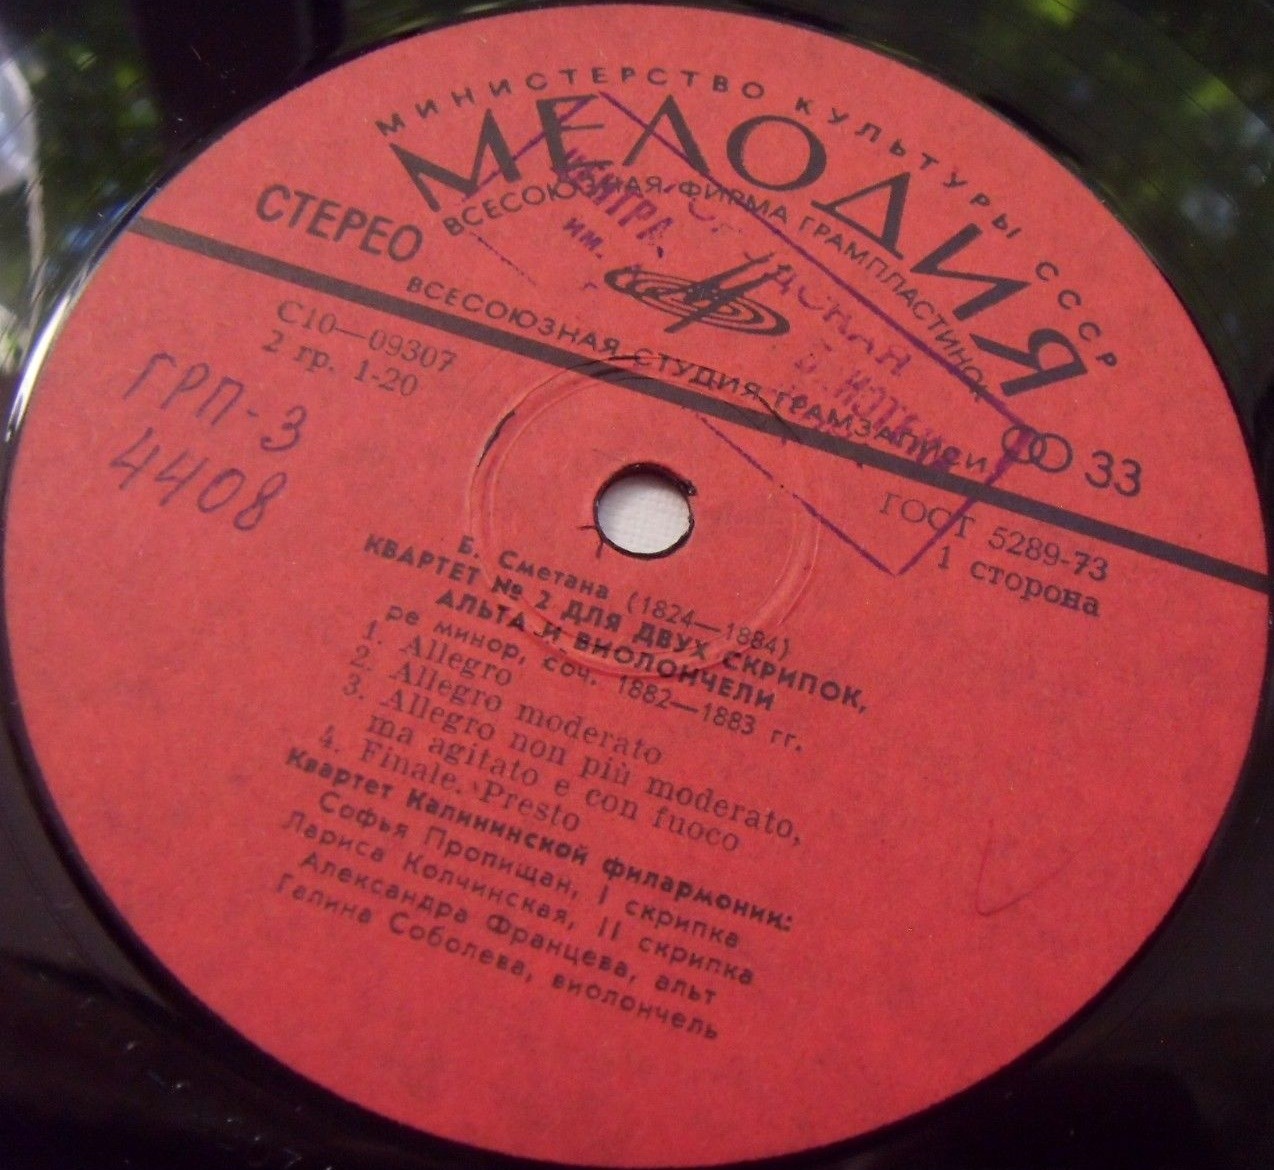 МИНИСТЕРСТВО КУЛЬТУРЫ СССР
МЕЛОДИЯ
ВСЕСОЮЗНАЯ ФИРМА ГРАМПЛАСТИНОК
СТЕРЕО
ВСЕСОЮЗНАЯ СТУДИЯ ГРАМЗАПИСИ
33
С10—09307
2 гр. 1-20
ГОСТ 5289-73
1 сторона
ГРП-3
4408
им.
Б. Сметана (1824—1884)
КВАРТЕТ № 2 ДЛЯ ДВУХ СКРИПОК,
АЛЬТА И ВИОЛОНЧЕЛИ
ре минор, соч. 1882—1883 гг.
1. Allegro
2. Allegro moderato
3. Allegro non più moderato,
ma agitato e con fuoco
4. Finale. Presto
Квартет Калининской филармонии:
Софья Пропищан, I скрипка
Лариса Колчинская, II скрипка
Александра Францева, альт
Галина Соболева, виолончель